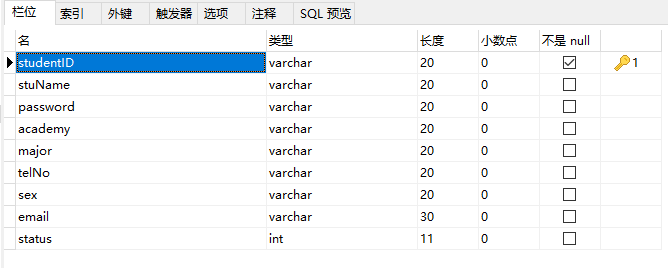 栏位 索引 外键 触发器 选项 注释 SQL 预览
名 类型 长度 小数点 不是 null
studentID varchar 20 0 1
stuName varchar 20 0
password varchar 20 0
academy varchar 20 0
major varchar 20 0
telNo varchar 20 0
sex varchar 20 0
email varchar 30 0
status int 11 0